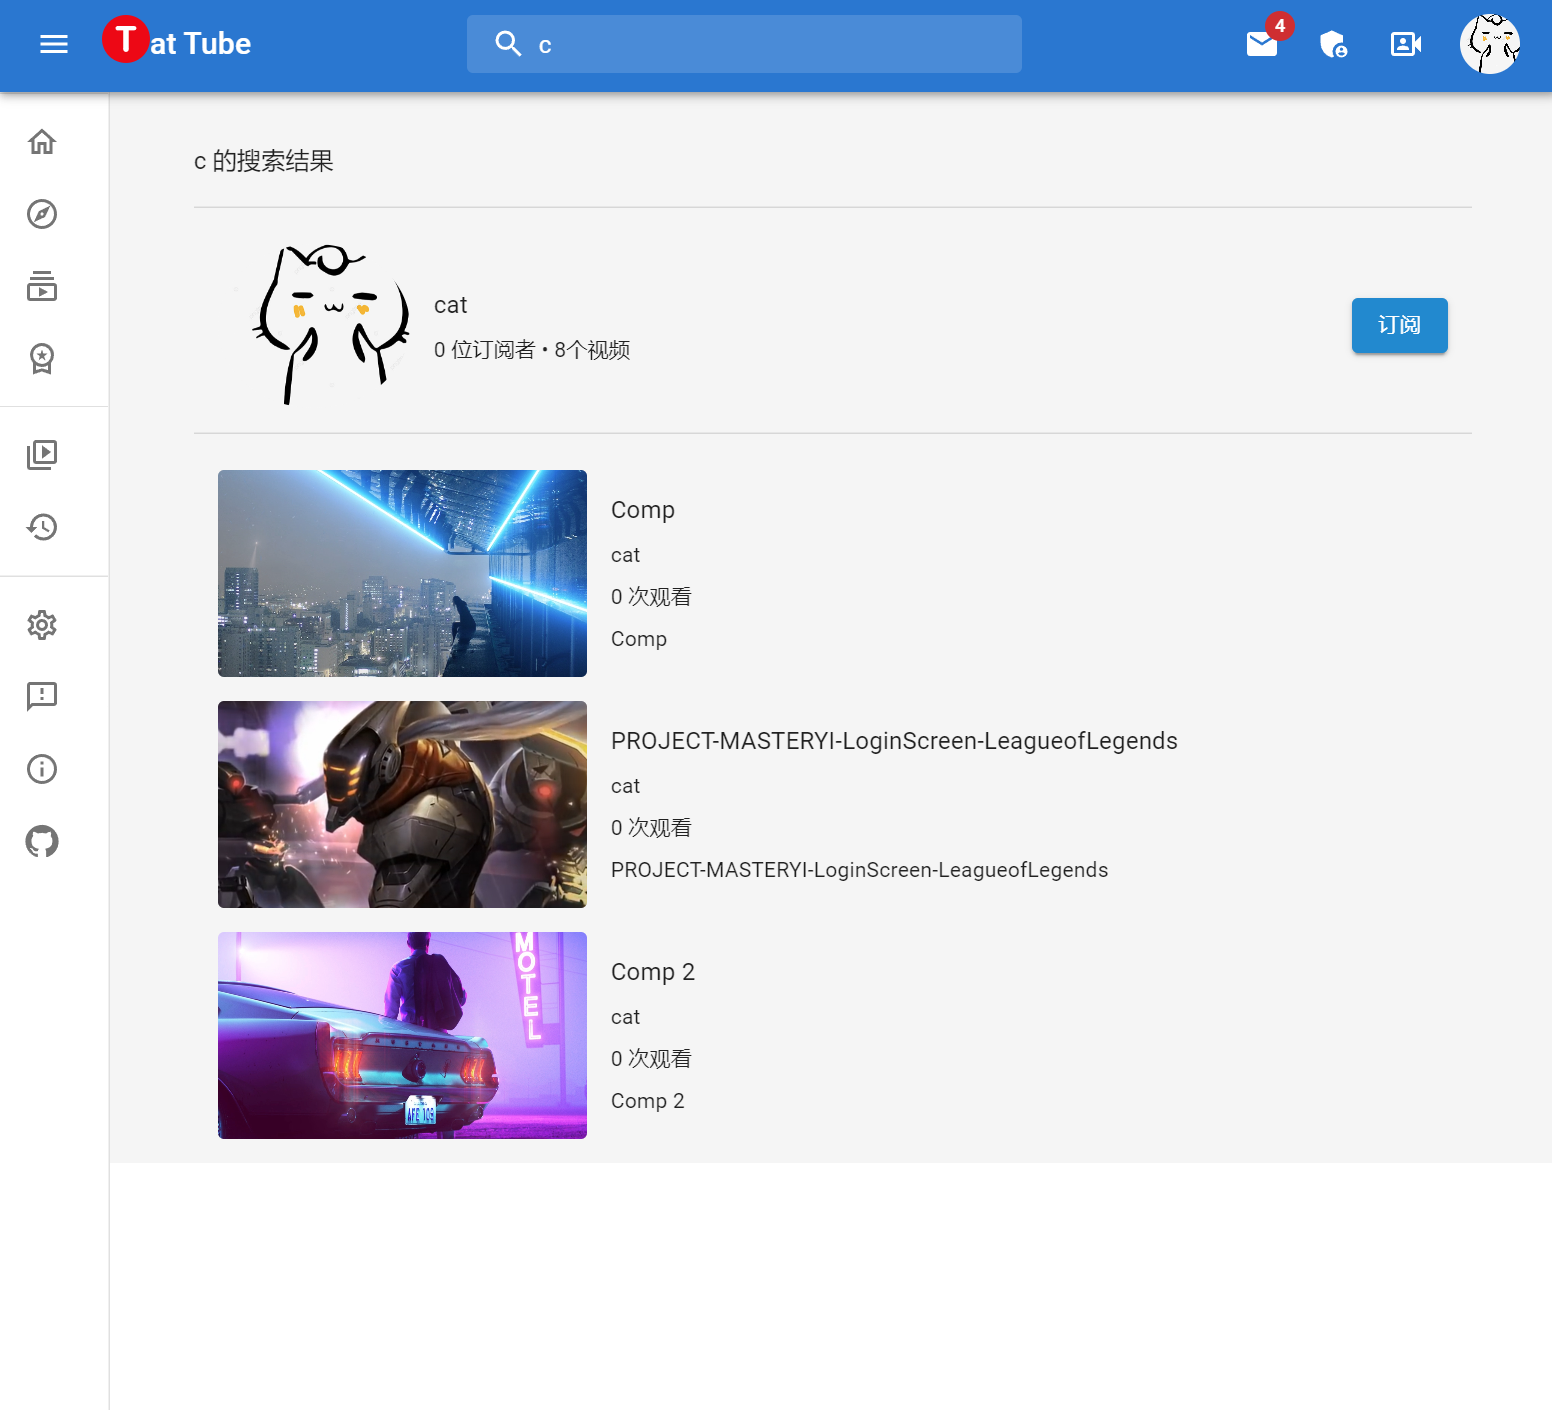 Tat Tube
c
4
c 的搜索结果
cat
0 位订阅者 • 8个视频
订阅
Comp
cat
0 次观看
Comp
PROJECT-MASTERYI-LoginScreen-LeagueofLegends
cat
0 次观看
PROJECT-MASTERYI-LoginScreen-LeagueofLegends
MOTEL
Comp 2
cat
0 次观看
Comp 2